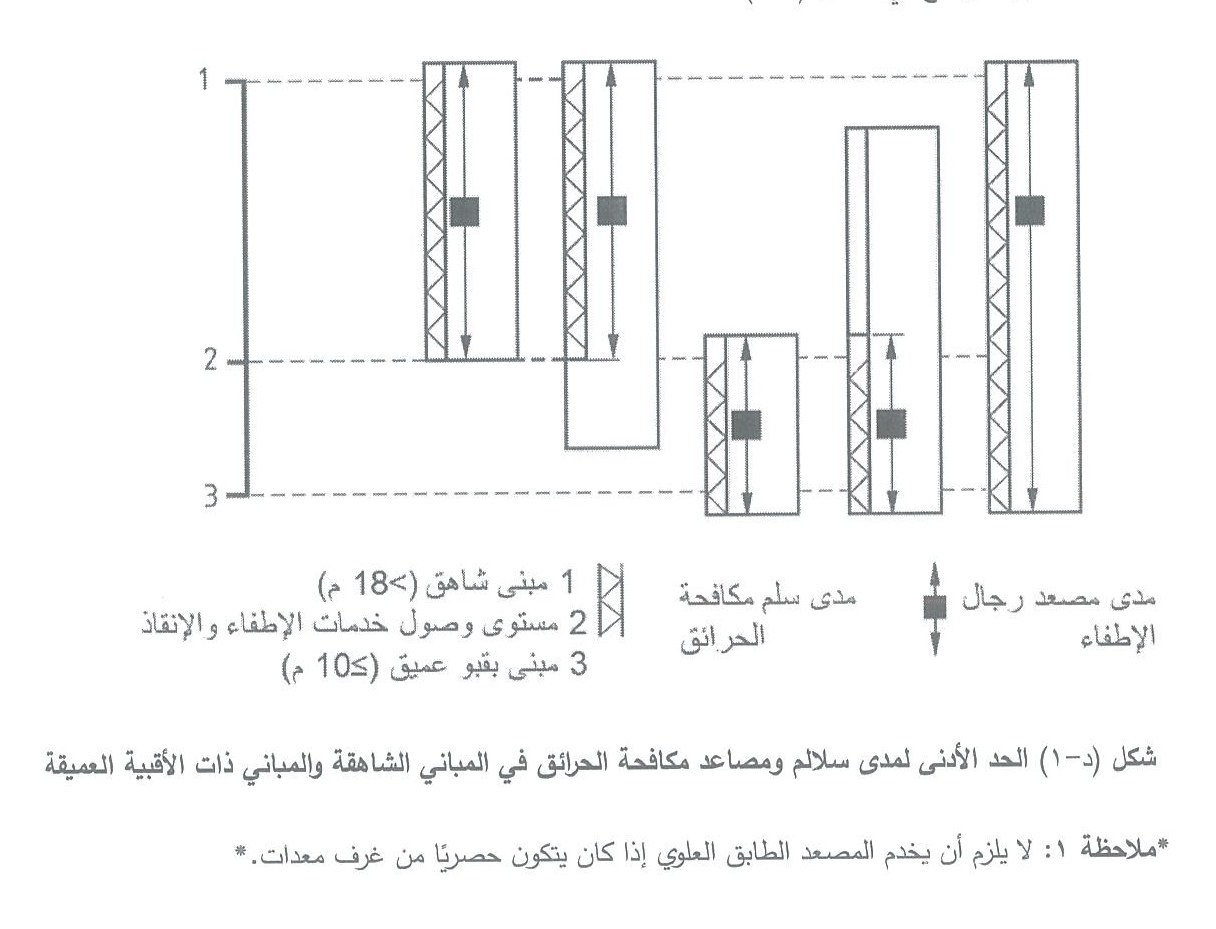 1
2
3
مدى مصعد رجال
الإطفاء
مدى سلم مكافحة
الحرائق
1 مبنى شاهق (>18 م)
2 مستوى وصول خدمات الإطفاء والإنقاذ
3 مبنى بقبو عميق (≥10 م)
شكل (د-١) الحد الأدنى لمدى سلالم ومصاعد مكافحة الحرائق في المباني الشاهقة والمباني ذات الأقبية العميقة
*ملاحظة ١: لا يلزم أن يخدم المصعد الطابق العلوي إذا كان يتكون حصريًا من غرف معدات.*